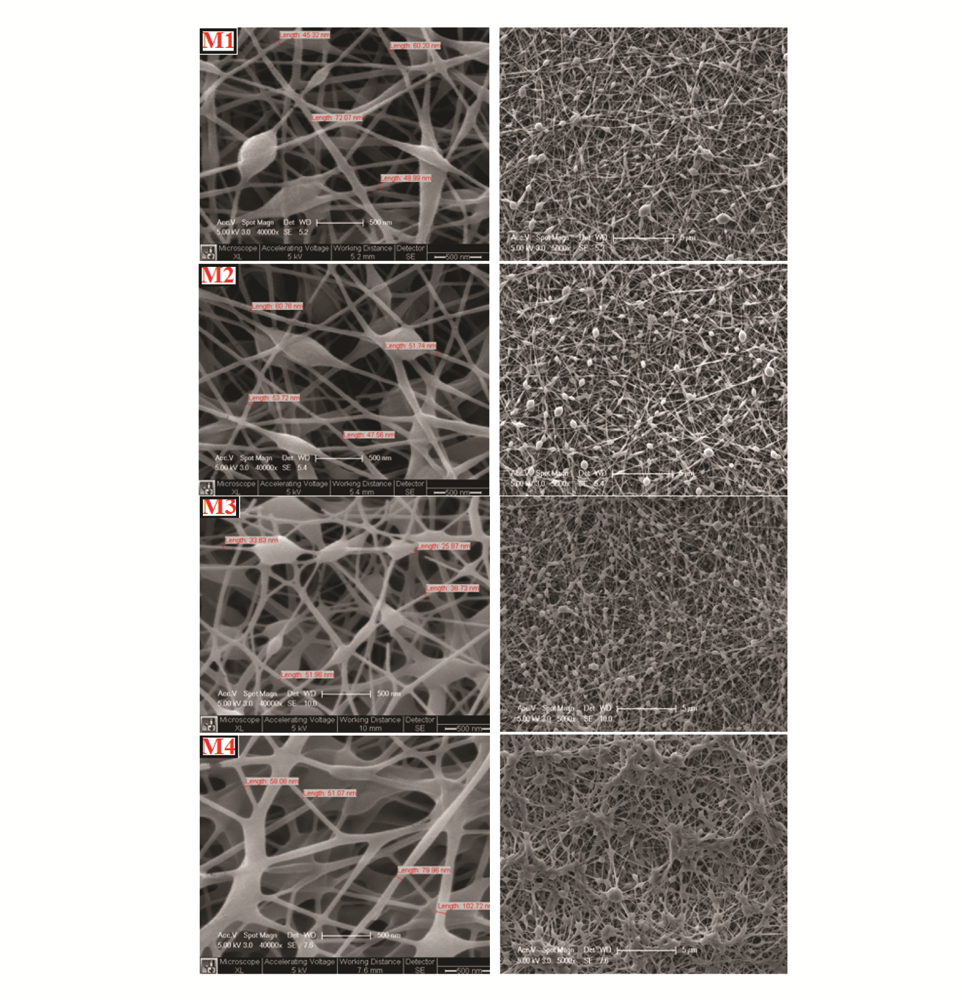 M1
Length: 45.32 nm
Length: 60.20 nm
Length: 72.07 nm
Length: 48.99 nm
Acc.V Spot Magn Det WD 500 nm
5.00 kV 3.0 40000x SE 5.2
Microscope Accelerating Voltage Working Distance Detector
XL 5 kV 5.2 mm SE 500 nm
Acc.V Spot Magn Det WD 5 µm
5.00 kV 3.0 5000x SE 5.2
M2
Length: 60.76 nm
Length: 51.74 nm
Length: 53.72 nm
Length: 47.56 nm
Acc.V Spot Magn Det WD 500 nm
5.00 kV 3.0 40000x SE 5.4
Microscope Accelerating Voltage Working Distance Detector
XL 5 kV 5.4 mm SE 500 nm
Acc.V Spot Magn Det WD 5 µm
5.00 kV 3.0 5000x SE 5.4
M3
Length: 33.63 nm
Length: 25.87 nm
Length: 38.73 nm
Length: 51.96 nm
Acc.V Spot Magn Det WD 500 nm
5.00 kV 3.0 40000x SE 10.0
Microscope Accelerating Voltage Working Distance Detector
XL 5 kV 10 mm SE 500 nm
Acc.V Spot Magn Det WD 5 µm
5.00 kV 3.0 5000x SE 10.0
M4
Length: 58.06 nm
Length: 51.07 nm
Length: 79.96 nm
Length: 102.72 n
Acc.V Spot Magn Det WD 500 nm
5.00 kV 3.0 40000x SE 7.6
Microscope Accelerating Voltage Working Distance Detector
XL 5 kV 7.6 mm SE 500 nm
Acc.V Spot Magn Det WD 5 µm
5.00 kV 3.0 5000x SE 7.6